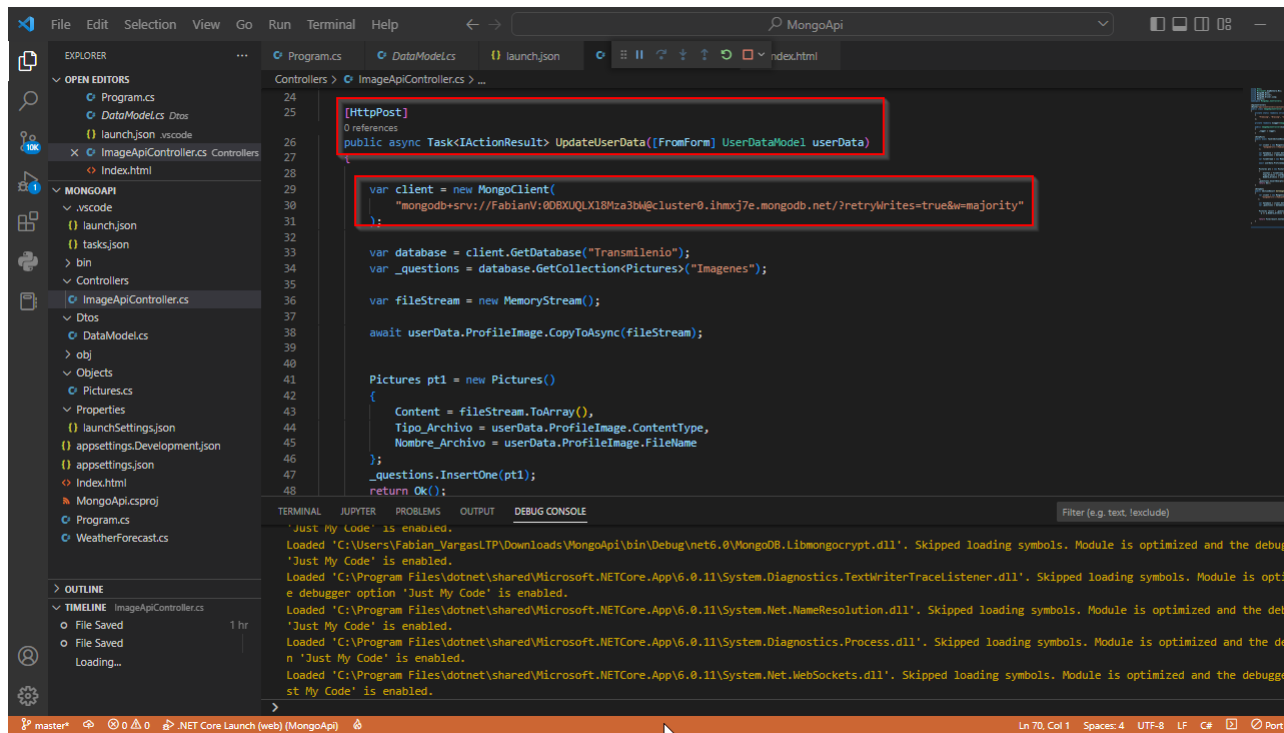 File Edit Selection View Go Run Terminal Help MongoApi
EXPLORER
OPEN EDITORS
Program.cs
DataModel.cs Dtos
launch.json .vscode
ImageApiController.cs Controllers
Index.html
MONGOAPI
.vscode
launch.json
tasks.json
bin
Controllers
ImageApiController.cs
Dtos
DataModel.cs
obj
Objects
Pictures.cs
Properties
launchSettings.json
appsettings.Development.json
appsettings.json
Index.html
MongoApi.csproj
Program.cs
WeatherForecast.cs
OUTLINE
TIMELINE ImageApiController.cs
File Saved 1 hr
File Saved
Loading...
10K
1
Program.cs DataModel.cs launch.json ndex.html
Controllers > ImageApiController.cs > ...
24
25 [HttpPost]
0 references
26 public async Task<IActionResult> UpdateUserData([FromForm] UserDataModel userData)
27 {
28
29 var client = new MongoClient(
30 "mongodb+srv://FabianV:0DBXUQLXl8Mza3bW@cluster0.ihmxj7e.mongodb.net/?retryWrites=true&w=majority"
31 );
32
33 var database = client.GetDatabase("Transmilenio");
34 var _questions = database.GetCollection<Pictures>("Imagenes");
35
36 var fileStream = new MemoryStream();
37
38 await userData.ProfileImage.CopyToAsync(fileStream);
39
40
41 Pictures pt1 = new Pictures()
42 {
43 Content = fileStream.ToArray(),
44 Tipo_Archivo = userData.ProfileImage.ContentType,
45 Nombre_Archivo = userData.ProfileImage.FileName
46 };
47 _questions.InsertOne(pt1);
48 return Ok();
TERMINAL JUPYTER PROBLEMS OUTPUT DEBUG CONSOLE Filter (e.g. text, !exclude)
'Just My Code' is enabled.
Loaded 'C:\Users\Fabian_VargasLTP\Downloads\MongoApi\bin\Debug\net6.0\MongoDB.Libmongocrypt.dll'. Skipped loading symbols. Module is optimized and the debug
'Just My Code' is enabled.
Loaded 'C:\Program Files\dotnet\shared\Microsoft.NETCore.App\6.0.11\System.Diagnostics.TextWriterTraceListener.dll'. Skipped loading symbols. Module is opti
e debugger option 'Just My Code' is enabled.
Loaded 'C:\Program Files\dotnet\shared\Microsoft.NETCore.App\6.0.11\System.Net.NameResolution.dll'. Skipped loading symbols. Module is optimized and the deb
'Just My Code' is enabled.
Loaded 'C:\Program Files\dotnet\shared\Microsoft.NETCore.App\6.0.11\System.Diagnostics.Process.dll'. Skipped loading symbols. Module is optimized and the de
n 'Just My Code' is enabled.
Loaded 'C:\Program Files\dotnet\shared\Microsoft.NETCore.App\6.0.11\System.Net.WebSockets.dll'. Skipped loading symbols. Module is optimized and the debugge
st My Code' is enabled.
>
master* 0 0 .NET Core Launch (web) (MongoApi) Ln 70, Col 1 Spaces: 4 UTF-8 LF C# Port